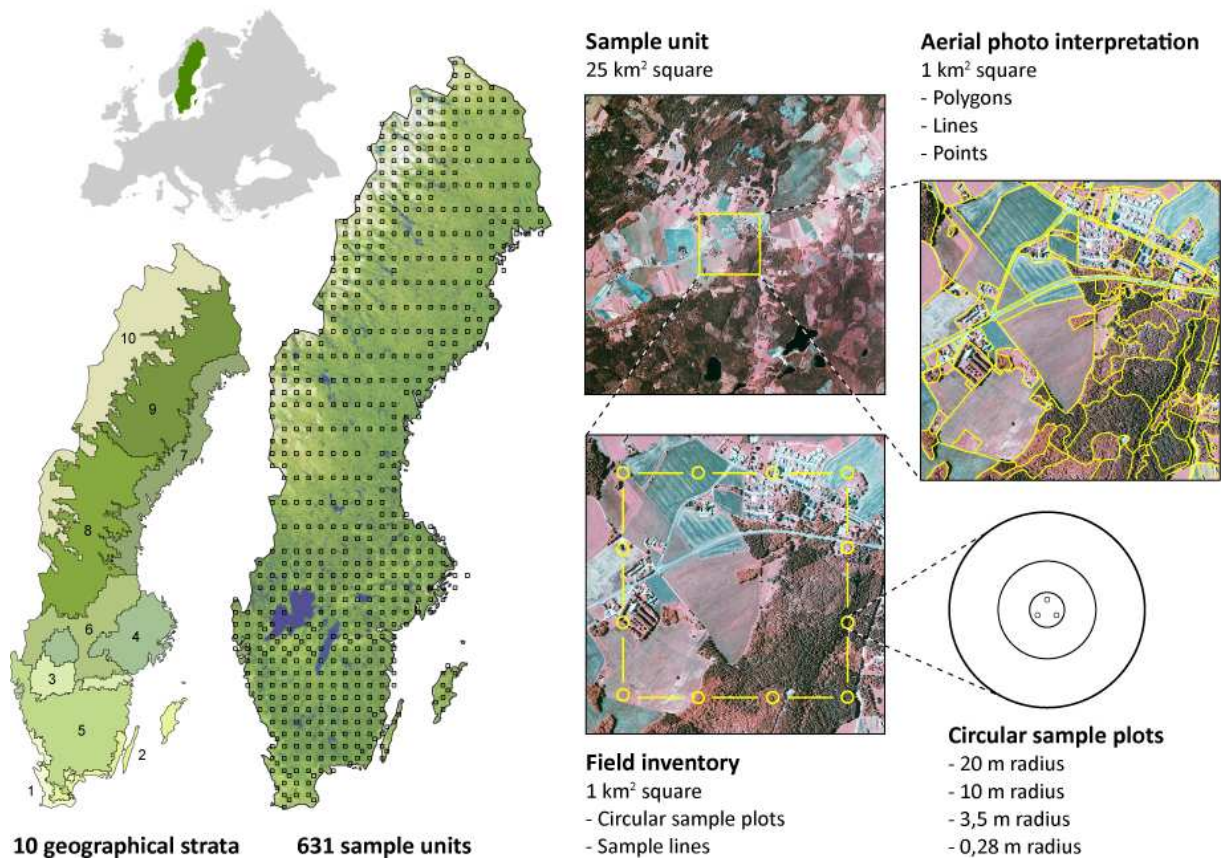 Sample unit
25 km² square
Aerial photo interpretation
1 km² square
- Polygons
- Lines
- Points
10
9
7
8
6
4
3
5
2
1
10 geographical strata
631 sample units
Field inventory
1 km² square
- Circular sample plots
- Sample lines
Circular sample plots
- 20 m radius
- 10 m radius
- 3,5 m radius
- 0,28 m radius